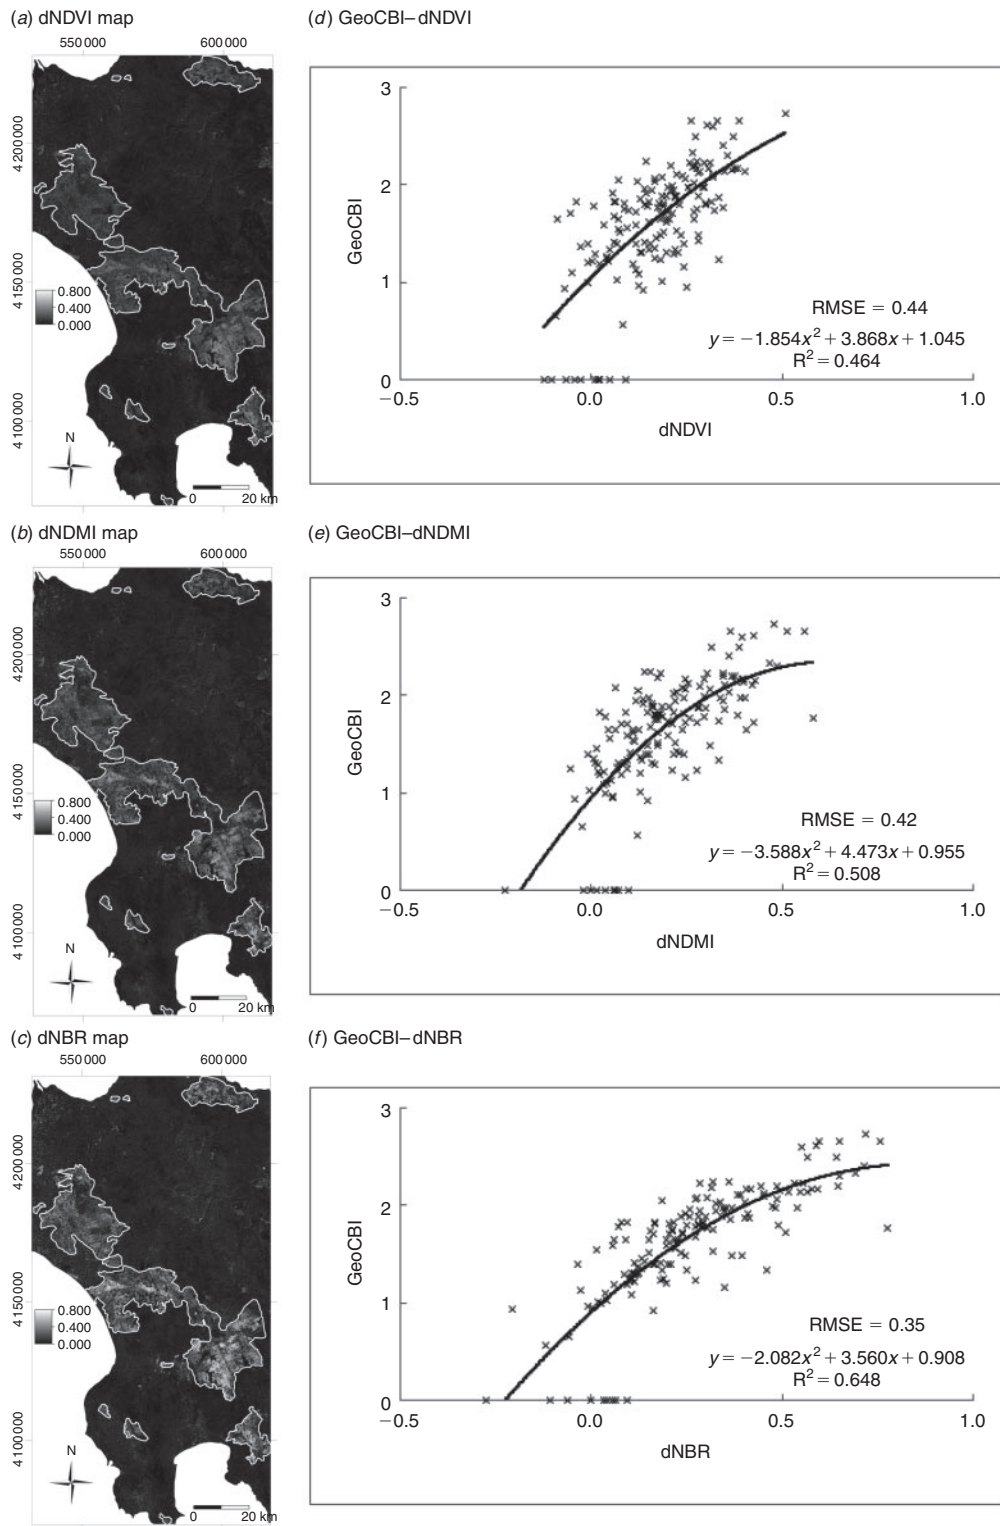 (a) dNDVI map
550 000 600 000
4 200 000
4 150 000
4 100 000
0.800
0.400
0.000
N
0 20 km
(d) GeoCBI–dNDVI
3
2
1
0
GeoCBI
−0.5 0.0 0.5 1.0
dNDVI
RMSE = 0.44
y = −1.854x² + 3.868x + 1.045
R² = 0.464
(b) dNDMI map
550 000 600 000
4 200 000
4 150 000
4 100 000
0.800
0.400
0.000
N
0 20 km
(e) GeoCBI–dNDMI
3
2
1
0
GeoCBI
−0.5 0.0 0.5 1.0
dNDMI
RMSE = 0.42
y = −3.588x² + 4.473x + 0.955
R² = 0.508
(c) dNBR map
550 000 600 000
4 200 000
4 150 000
4 100 000
0.800
0.400
0.000
N
0 20 km
(f) GeoCBI–dNBR
3
2
1
0
GeoCBI
−0.5 0.0 0.5 1.0
dNBR
RMSE = 0.35
y = −2.082x² + 3.560x + 0.908
R² = 0.648